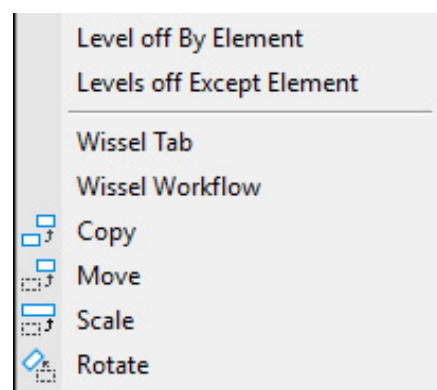 Level off By Element
Levels off Except Element
Wissel Tab
Wissel Workflow
Copy
Move
Scale
Rotate